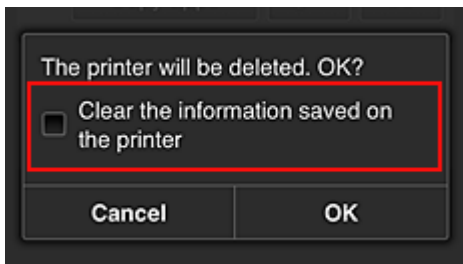 The printer will be deleted. OK?
Clear the information saved on
the printer
Cancel
OK